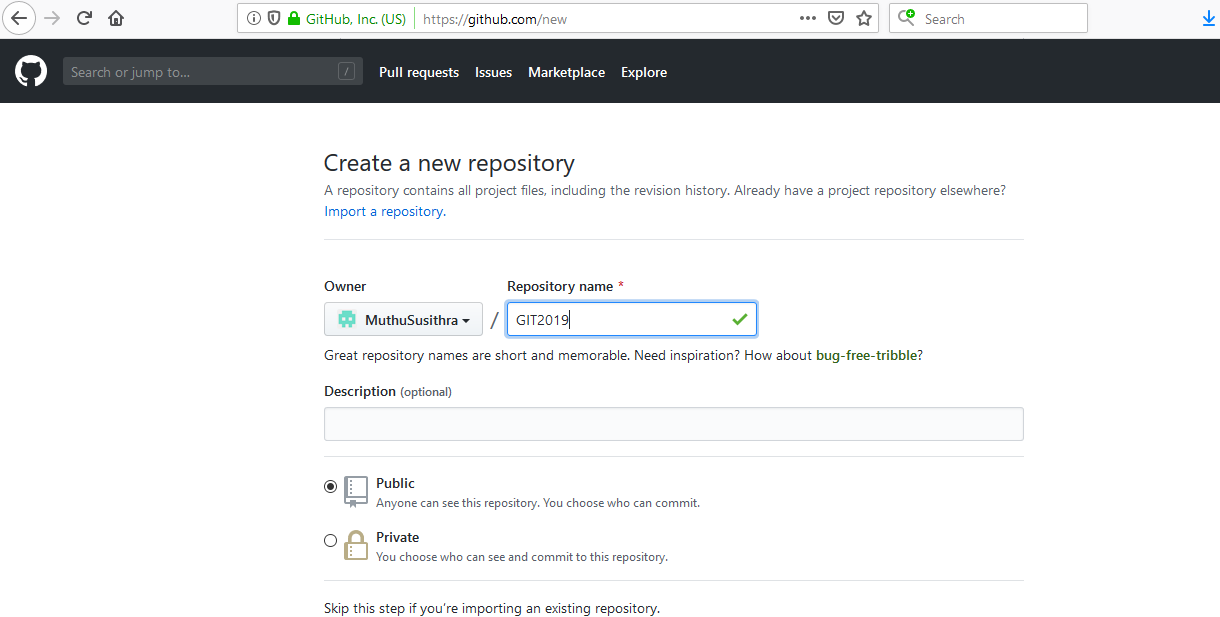 GitHub, Inc. (US) https://github.com/new Search
Search or jump to... / Pull requests Issues Marketplace Explore
Create a new repository
A repository contains all project files, including the revision history. Already have a project repository elsewhere?
Import a repository.
Owner Repository name *
MuthuSusithra / GIT2019
Great repository names are short and memorable. Need inspiration? How about bug-free-tribble?
Description (optional)
Public
Anyone can see this repository. You choose who can commit.
Private
You choose who can see and commit to this repository.
Skip this step if you’re importing an existing repository.